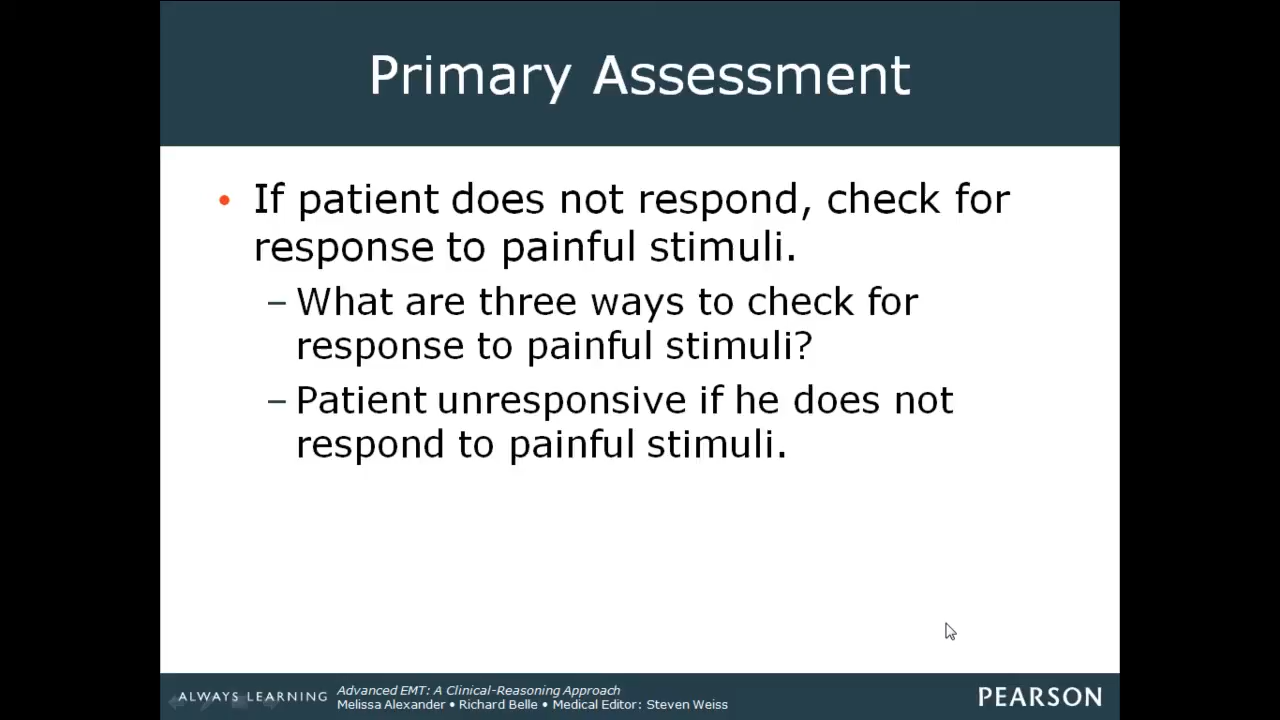 Primary Assessment
• If patient does not respond, check for
response to painful stimuli.
– What are three ways to check for
response to painful stimuli?
– Patient unresponsive if he does not
respond to painful stimuli.
ALWAYS LEARNING
Advanced EMT: A Clinical-Reasoning Approach
Melissa Alexander • Richard Belle • Medical Editor: Steven Weiss
PEARSON